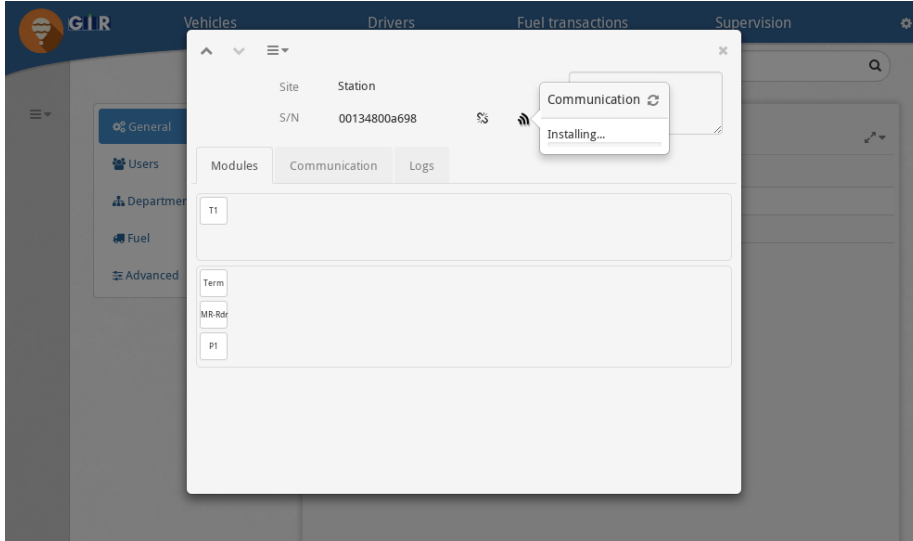 GIR Vehicles Drivers Fuel transactions Supervision
Site Station
Communication
S/N 00134800a698
Installing...
General
Users
Modules Communication Logs
Departmen
T1
Fuel
Advanced
Term
MR-Rdr
P1